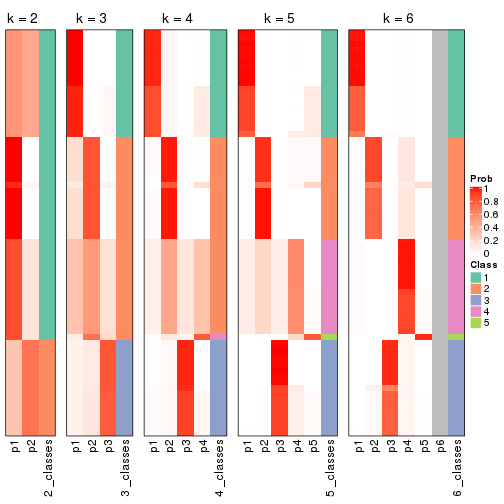 k = 2
k = 3
k = 4
k = 5
k = 6
p1
p2
2_classes
p1
p2
p3
3_classes
p1
p2
p3
p4
4_classes
p1
p2
p3
p4
p5
5_classes
p1
p2
p3
p4
p5
p6
6_classes
Prob
1
0.8
0.6
0.4
0.2
0
Class
1
2
3
4
5